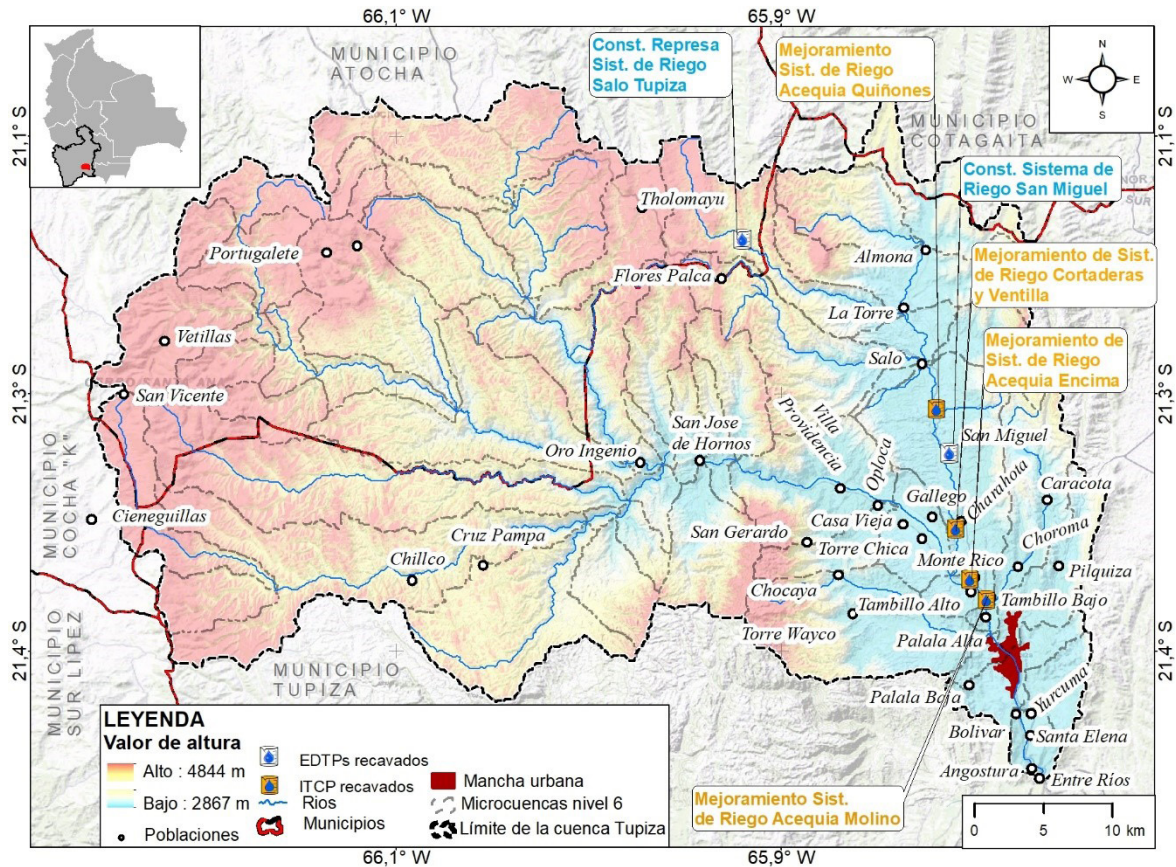 66,1° W
65,9° W
MUNICIPIO
ATOCHA
Const. Represa
Sist. de Riego
Salo Tupiza
Mejoramiento
Sist. de Riego
Acequia Quiñones
N
W
E
S
21,1° S
21,1° S
MUNICIPIO
COTAGAITA
Const. Sistema de
Riego San Miguel
Tholomayu
Portugalete
Almona
Flores Palca
Mejoramiento de Sist.
de Riego Cortaderas
y Ventilla
La Torre
Vetillas
Salo
Mejoramiento de
Sist. de Riego
Acequia Encima
21,3° S
21,3° S
San Vicente
Villa
Providencia
San Jose
de Hornos
Oro Ingenio
San Miguel
Oploca
Gallego
Charahota
Caracota
MUNICIPIO
COCHA "K"
Cieneguillas
Casa Vieja
Choroma
Cruz Pampa
San Gerardo
Torre Chica
Monte Rico
Chillco
Pilquiza
Chocaya
Tambillo Alto
Tambillo Bajo
Torre Wayco
Palala Alta
21,4° S
21,4° S
MUNICIPIO
SUR LIPEZ
MUNICIPIO
TUPIZA
Palala Baja
Yurcuma
Bolivar
Santa Elena
Angostura
Entre Ríos
LEYENDA
Valor de altura
Alto : 4844 m
Bajo : 2867 m
Poblaciones
EDTPs recavados
ITCP recavados
Rios
Municipios
Mancha urbana
Microcuencas nivel 6
Límite de la cuenca Tupiza
Mejoramiento Sist.
de Riego Acequia Molino
0 5 10 km
66,1° W
65,9° W